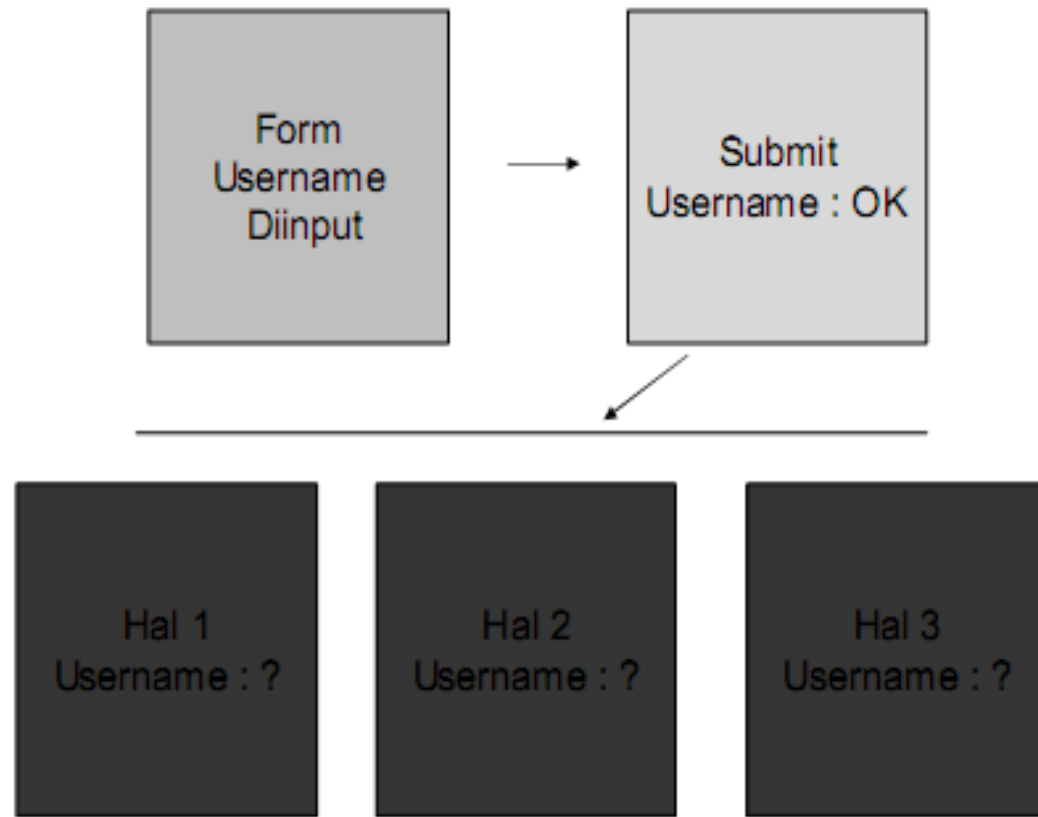 Form
Username
Diinput
Submit
Username : OK
Hal 1
Username : ?
Hal 2
Username : ?
Hal 3
Username : ?